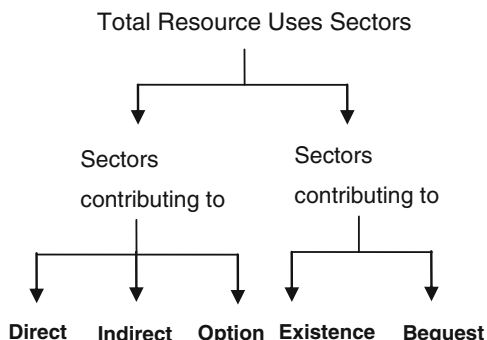 Total Resource Uses Sectors
Sectors
contributing to
Sectors
contributing to
Direct Indirect Option Existence Bequest